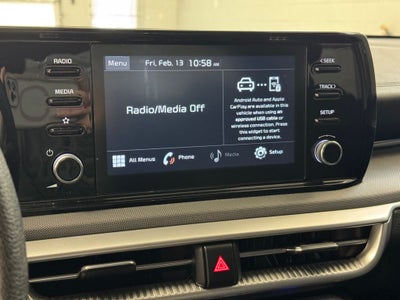 RADIO
MEDIA
Menu
Fri, Feb. 13 10:58 AM
Radio/Media Off
Android Auto and Apple
CarPlay are available in this
vehicle when using an
approved USB cable or
wireless connection. Press
this widget to start
connecting a device.
All Menus
Phone
Media
Setup
SEEK
TRACK
SETUP